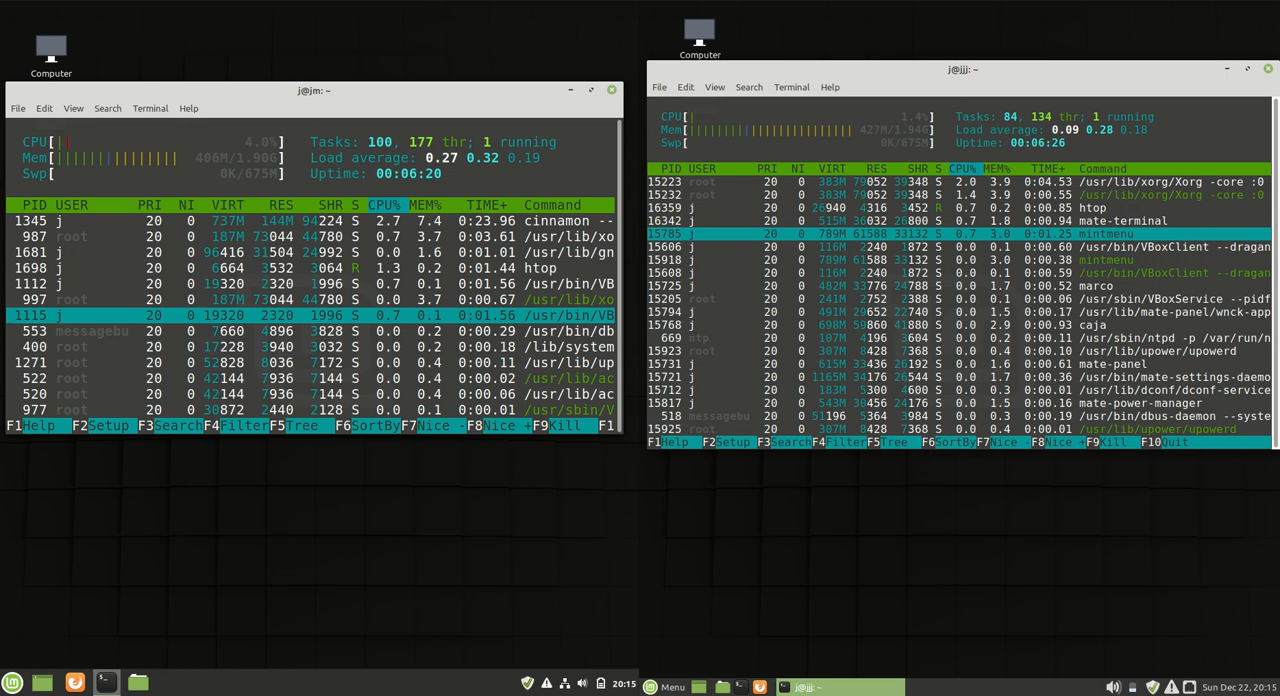 Computer
j@jm: ~
File Edit View Search Terminal Help
CPU[|| 4.0%] Tasks: 100, 177 thr; 1 running
Mem[|||||||||||||||| 406M/1.90G] Load average: 0.27 0.32 0.19
Swp[ 0K/675M] Uptime: 00:06:20
PID USER PRI NI VIRT RES SHR S CPU% MEM% TIME+ Command
1345 j 20 0 737M 144M 94224 S 2.7 7.4 0:23.96 cinnamon --
987 root 20 0 187M 73044 44780 S 0.7 3.7 0:03.61 /usr/lib/xo
1681 j 20 0 96416 31504 24992 S 0.0 1.6 0:01.01 /usr/lib/gn
1698 j 20 0 6664 3532 3064 R 1.3 0.2 0:01.44 htop
1112 j 20 0 19320 2320 1996 S 0.7 0.1 0:01.56 /usr/bin/VB
997 root 20 0 187M 73044 44780 S 0.0 3.7 0:00.67 /usr/lib/xo
1115 j 20 0 19320 2320 1996 S 0.7 0.1 0:01.56 /usr/bin/VB
553 messagebu 20 0 7660 4896 3828 S 0.0 0.2 0:00.29 /usr/bin/db
400 root 20 0 17228 3940 3032 S 0.0 0.2 0:00.18 /lib/system
1271 root 20 0 52828 8036 7172 S 0.0 0.4 0:00.11 /usr/lib/up
522 root 20 0 42144 7936 7144 S 0.0 0.4 0:00.02 /usr/lib/ac
520 root 20 0 42144 7936 7144 S 0.0 0.4 0:00.06 /usr/lib/ac
977 root 20 0 30872 2440 2128 S 0.0 0.1 0:00.01 /usr/sbin/V
F1Help F2Setup F3SearchF4FilterF5Tree F6SortByF7Nice -F8Nice +F9Kill F1
20:15
Computer
j@jjj: ~
File Edit View Search Terminal Help
CPU[| 1.4%] Tasks: 84, 134 thr; 1 running
Mem[||||||||||||||||||||||||| 427M/1.94G] Load average: 0.09 0.28 0.18
Swp[ 0K/675M] Uptime: 00:06:26
PID USER PRI NI VIRT RES SHR S CPU% MEM% TIME+ Command
15223 root 20 0 383M 79052 39348 S 2.0 3.9 0:04.53 /usr/lib/xorg/Xorg -core :0
15232 root 20 0 383M 79052 39348 S 1.4 3.9 0:00.55 /usr/lib/xorg/Xorg -core :0
16359 j 20 0 26940 4316 3452 R 0.7 0.2 0:00.85 htop
16342 j 20 0 515M 36032 26800 S 0.7 1.8 0:00.94 mate-terminal
15785 j 20 0 789M 61588 33132 S 0.7 3.0 0:01.25 mintmenu
15606 j 20 0 116M 2240 1872 S 0.0 0.1 0:00.60 /usr/bin/VBoxClient --dragan
15918 j 20 0 789M 61588 33132 S 0.0 3.0 0:00.38 mintmenu
15608 j 20 0 116M 2240 1872 S 0.0 0.1 0:00.59 /usr/bin/VBoxClient --dragan
15725 j 20 0 482M 33776 24788 S 0.0 1.7 0:00.52 marco
15205 root 20 0 241M 2752 2388 S 0.0 0.1 0:00.06 /usr/sbin/VBoxService --pidf
15794 j 20 0 491M 29652 22740 S 0.0 1.5 0:00.17 /usr/lib/mate-panel/wnck-app
15768 j 20 0 698M 59860 41880 S 0.0 2.9 0:00.93 caja
669 ntp 20 0 107M 4196 3604 S 0.0 0.2 0:00.02 /usr/sbin/ntpd -p /var/run/n
15923 root 20 0 307M 8428 7368 S 0.0 0.4 0:00.10 /usr/lib/upower/upowerd
15760 j 20 0 615M 33436 26192 S 0.0 1.6 0:00.61 mate-panel
15721 j 20 0 1165M 34176 26544 S 0.0 1.7 0:00.36 /usr/bin/mate-settings-daemo
15712 j 20 0 183M 5300 4600 S 0.0 0.3 0:00.01 /usr/lib/dconf/dconf-service
15817 j 20 0 543M 30456 24176 S 0.0 1.5 0:00.16 mate-power-manager
518 messagebu 20 0 51196 5364 3984 S 0.0 0.3 0:00.19 /usr/bin/dbus-daemon --syste
15925 root 20 0 307M 8428 7368 S 0.0 0.4 0:00.01 /usr/lib/upower/upowerd
F1Help F2Setup F3SearchF4FilterF5Tree F6SortByF7Nice -F8Nice +F9Kill F10Quit
Menu j@jjj: ~ Sun Dec 22, 20:15